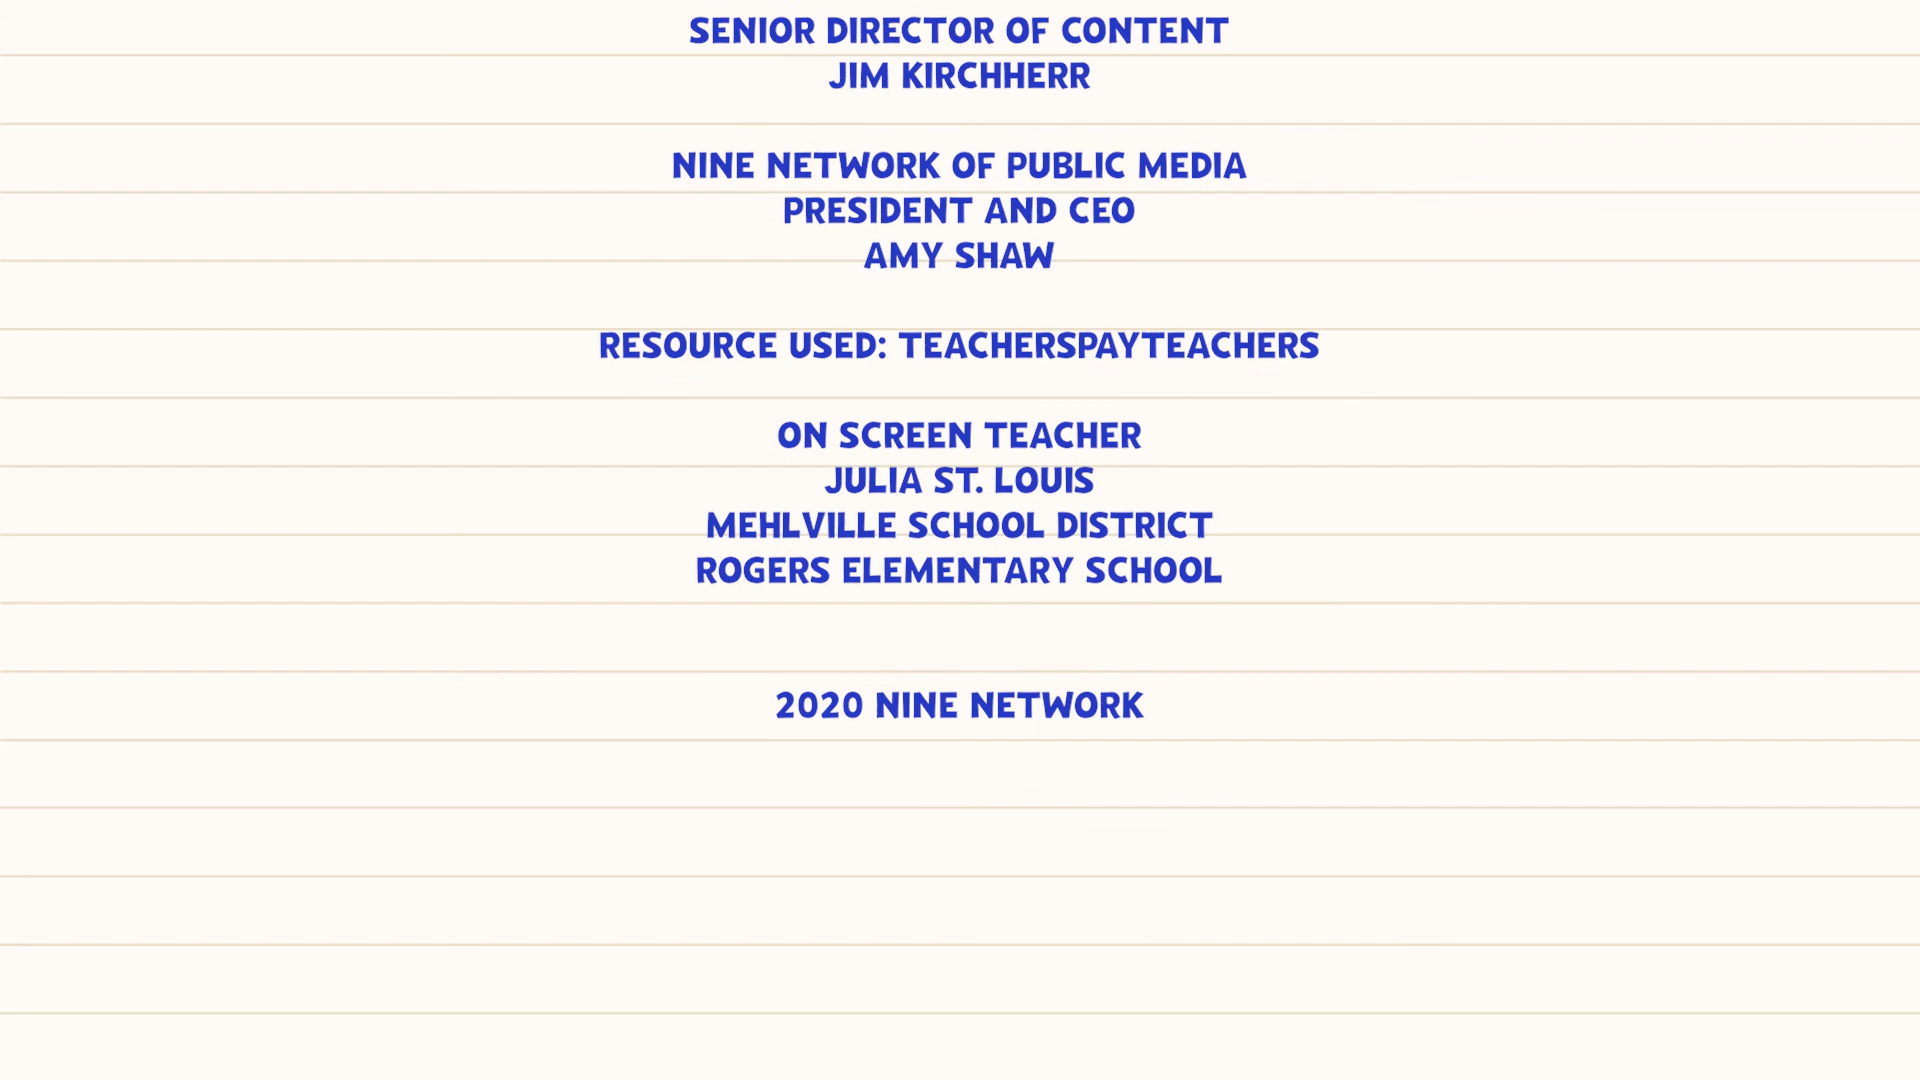 SENIOR DIRECTOR OF CONTENT
JIM KIRCHHERR
NINE NETWORK OF PUBLIC MEDIA
PRESIDENT AND CEO
AMY SHAW
RESOURCE USED: TEACHERSPAYTEACHERS
ON SCREEN TEACHER
JULIA ST. LOUIS
MEHLVILLE SCHOOL DISTRICT
ROGERS ELEMENTARY SCHOOL
2020 NINE NETWORK